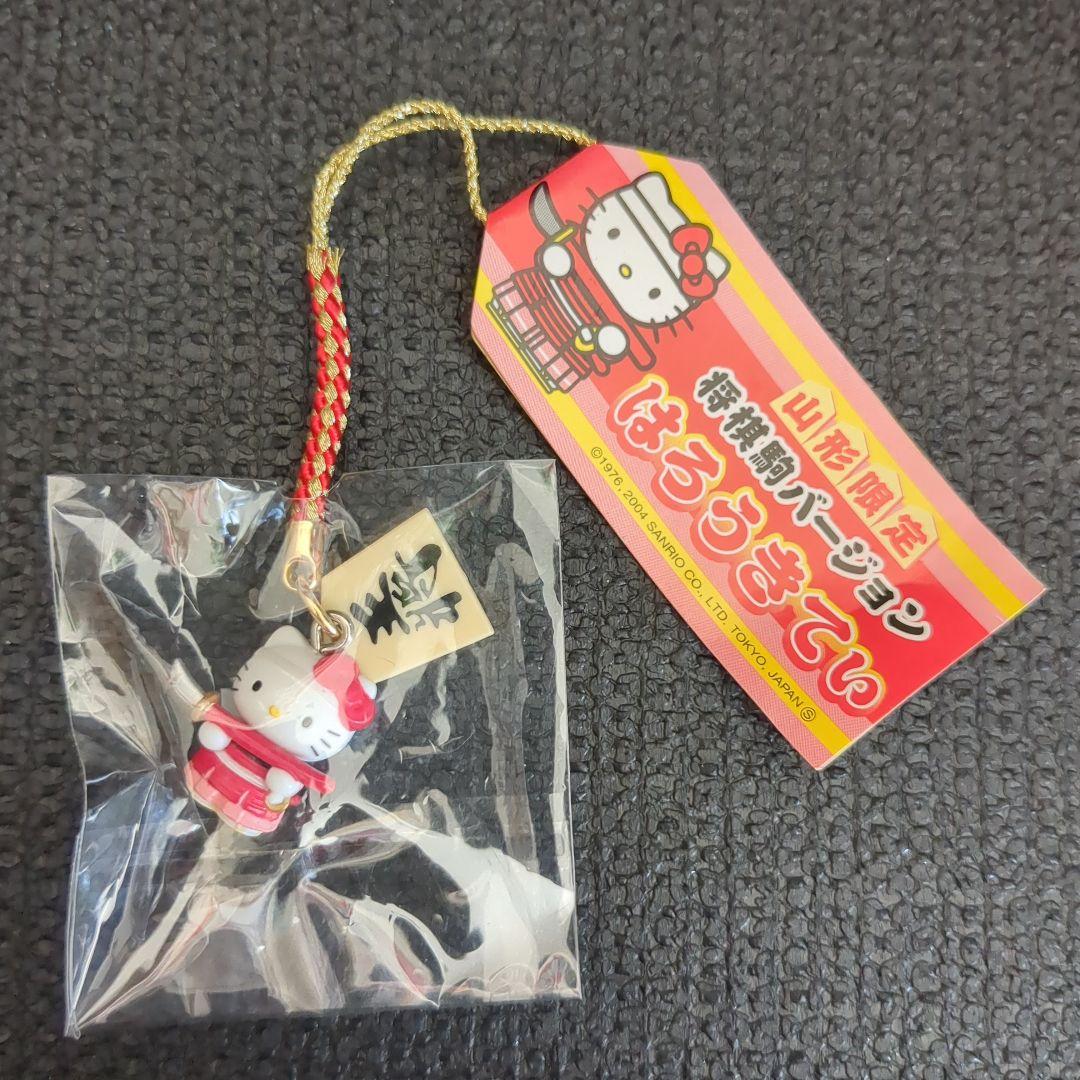 山形限定
将棋駒バージョン
はろうきてぃ
©1976, 2004 SANRIO CO., LTD. TOKYO, JAPAN Ⓢ